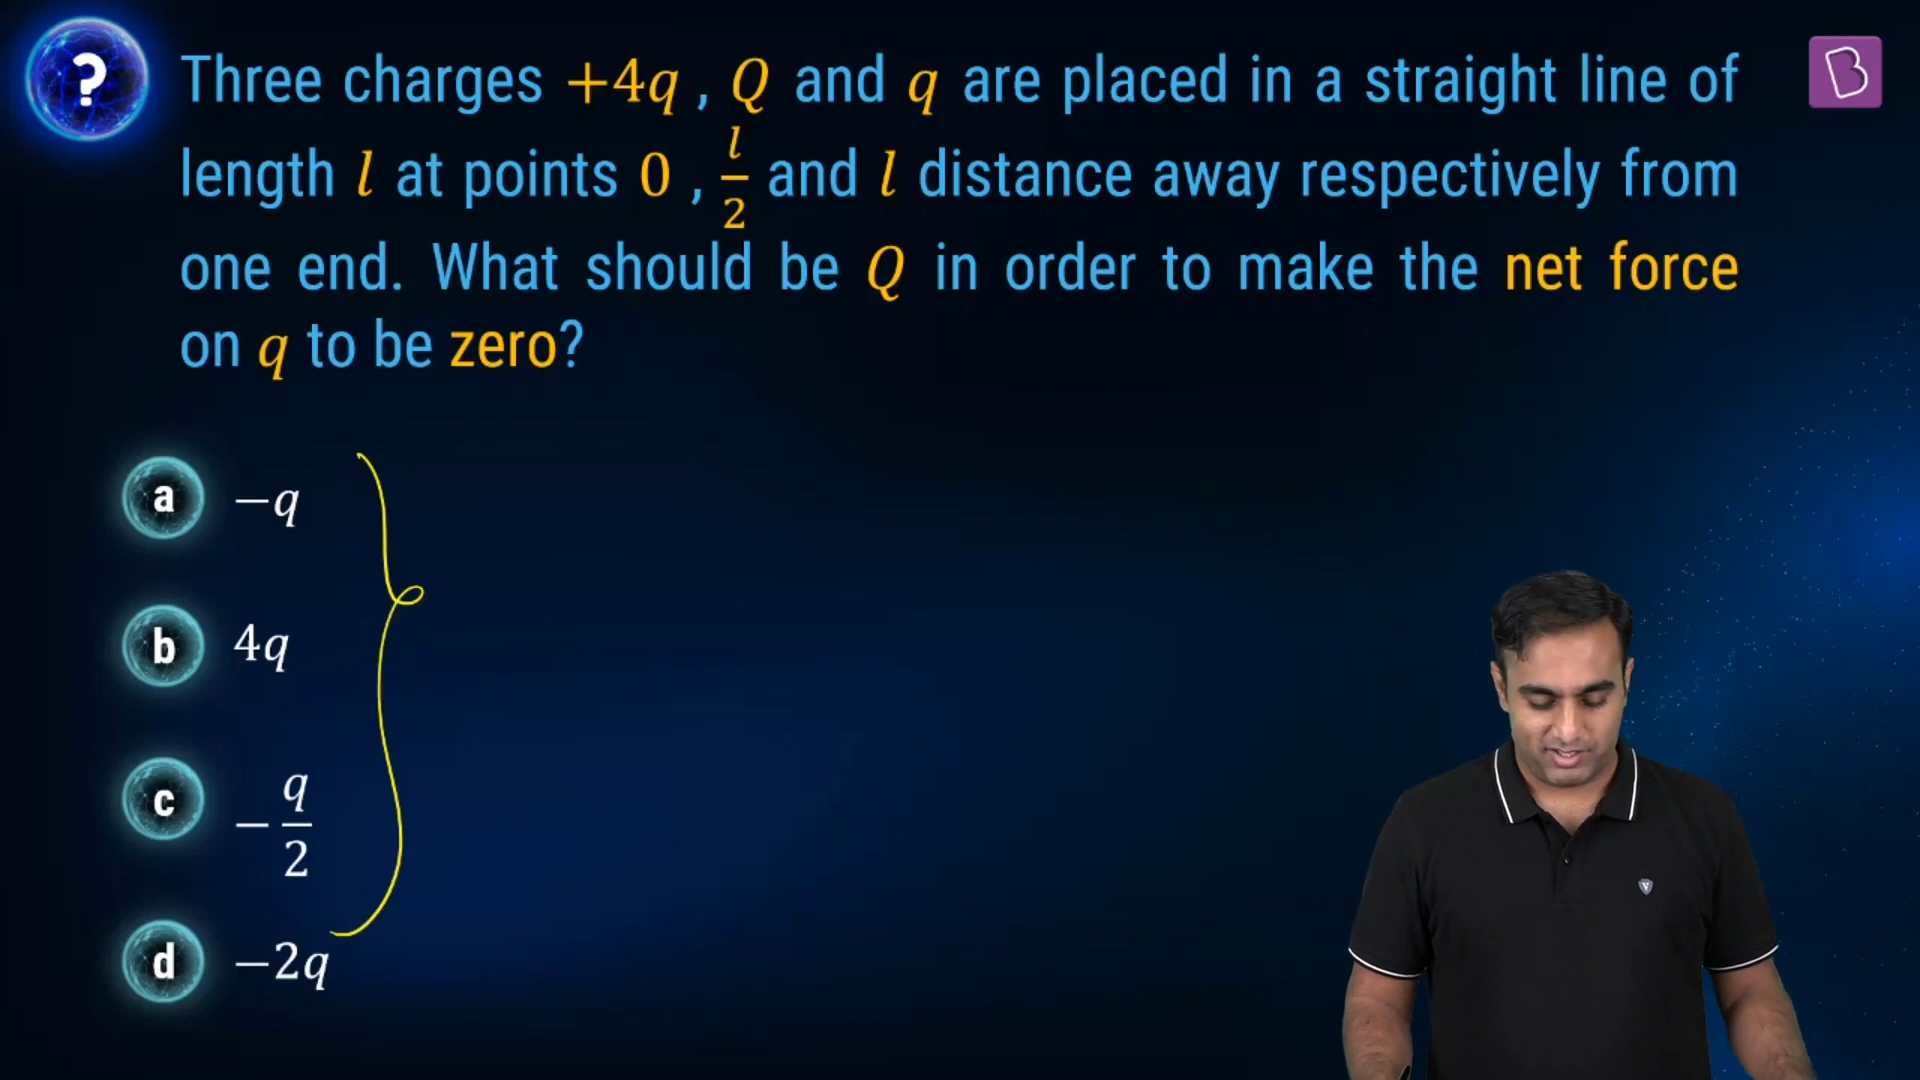 ?
Three charges +4q , Q and q are placed in a straight line of
length l at points 0 , l/2 and l distance away respectively from
one end. What should be Q in order to make the net force
on q to be zero?
a −q
b 4q
c −q/2
d −2q